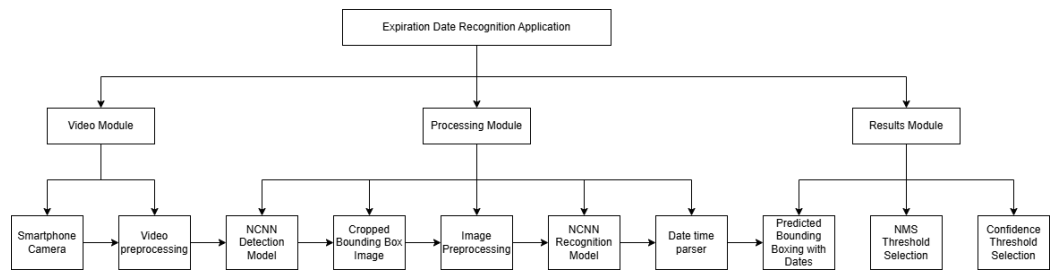 Expiration Date Recognition Application
Video Module
Processing Module
Results Module
Smartphone
Camera
Video
preprocessing
NCNN
Detection
Model
Cropped
Bounding Box
Image
Image
Preprocessing
NCNN
Recognition
Model
Date time
parser
Predicted
Bounding
Boxing with
Dates
NMS
Threshold
Selection
Confidence
Threshold
Selection